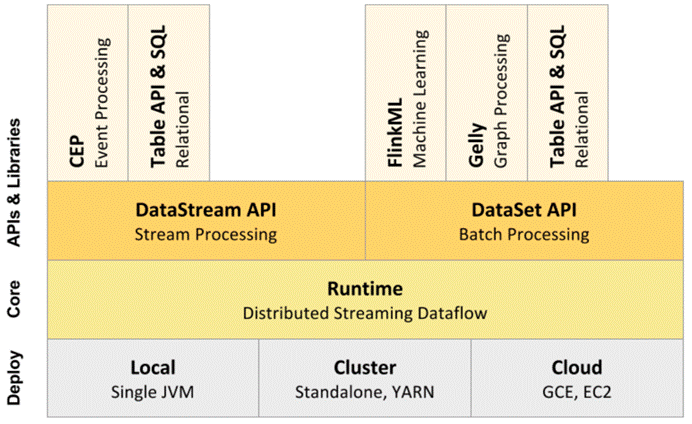 APIs & Libraries
CEP
Event Processing
Table API & SQL
Relational
FlinkML
Machine Learning
Gelly
Graph Processing
Table API & SQL
Relational
DataStream API
Stream Processing
DataSet API
Batch Processing
Core
Runtime
Distributed Streaming Dataflow
Deploy
Local
Single JVM
Cluster
Standalone, YARN
Cloud
GCE, EC2